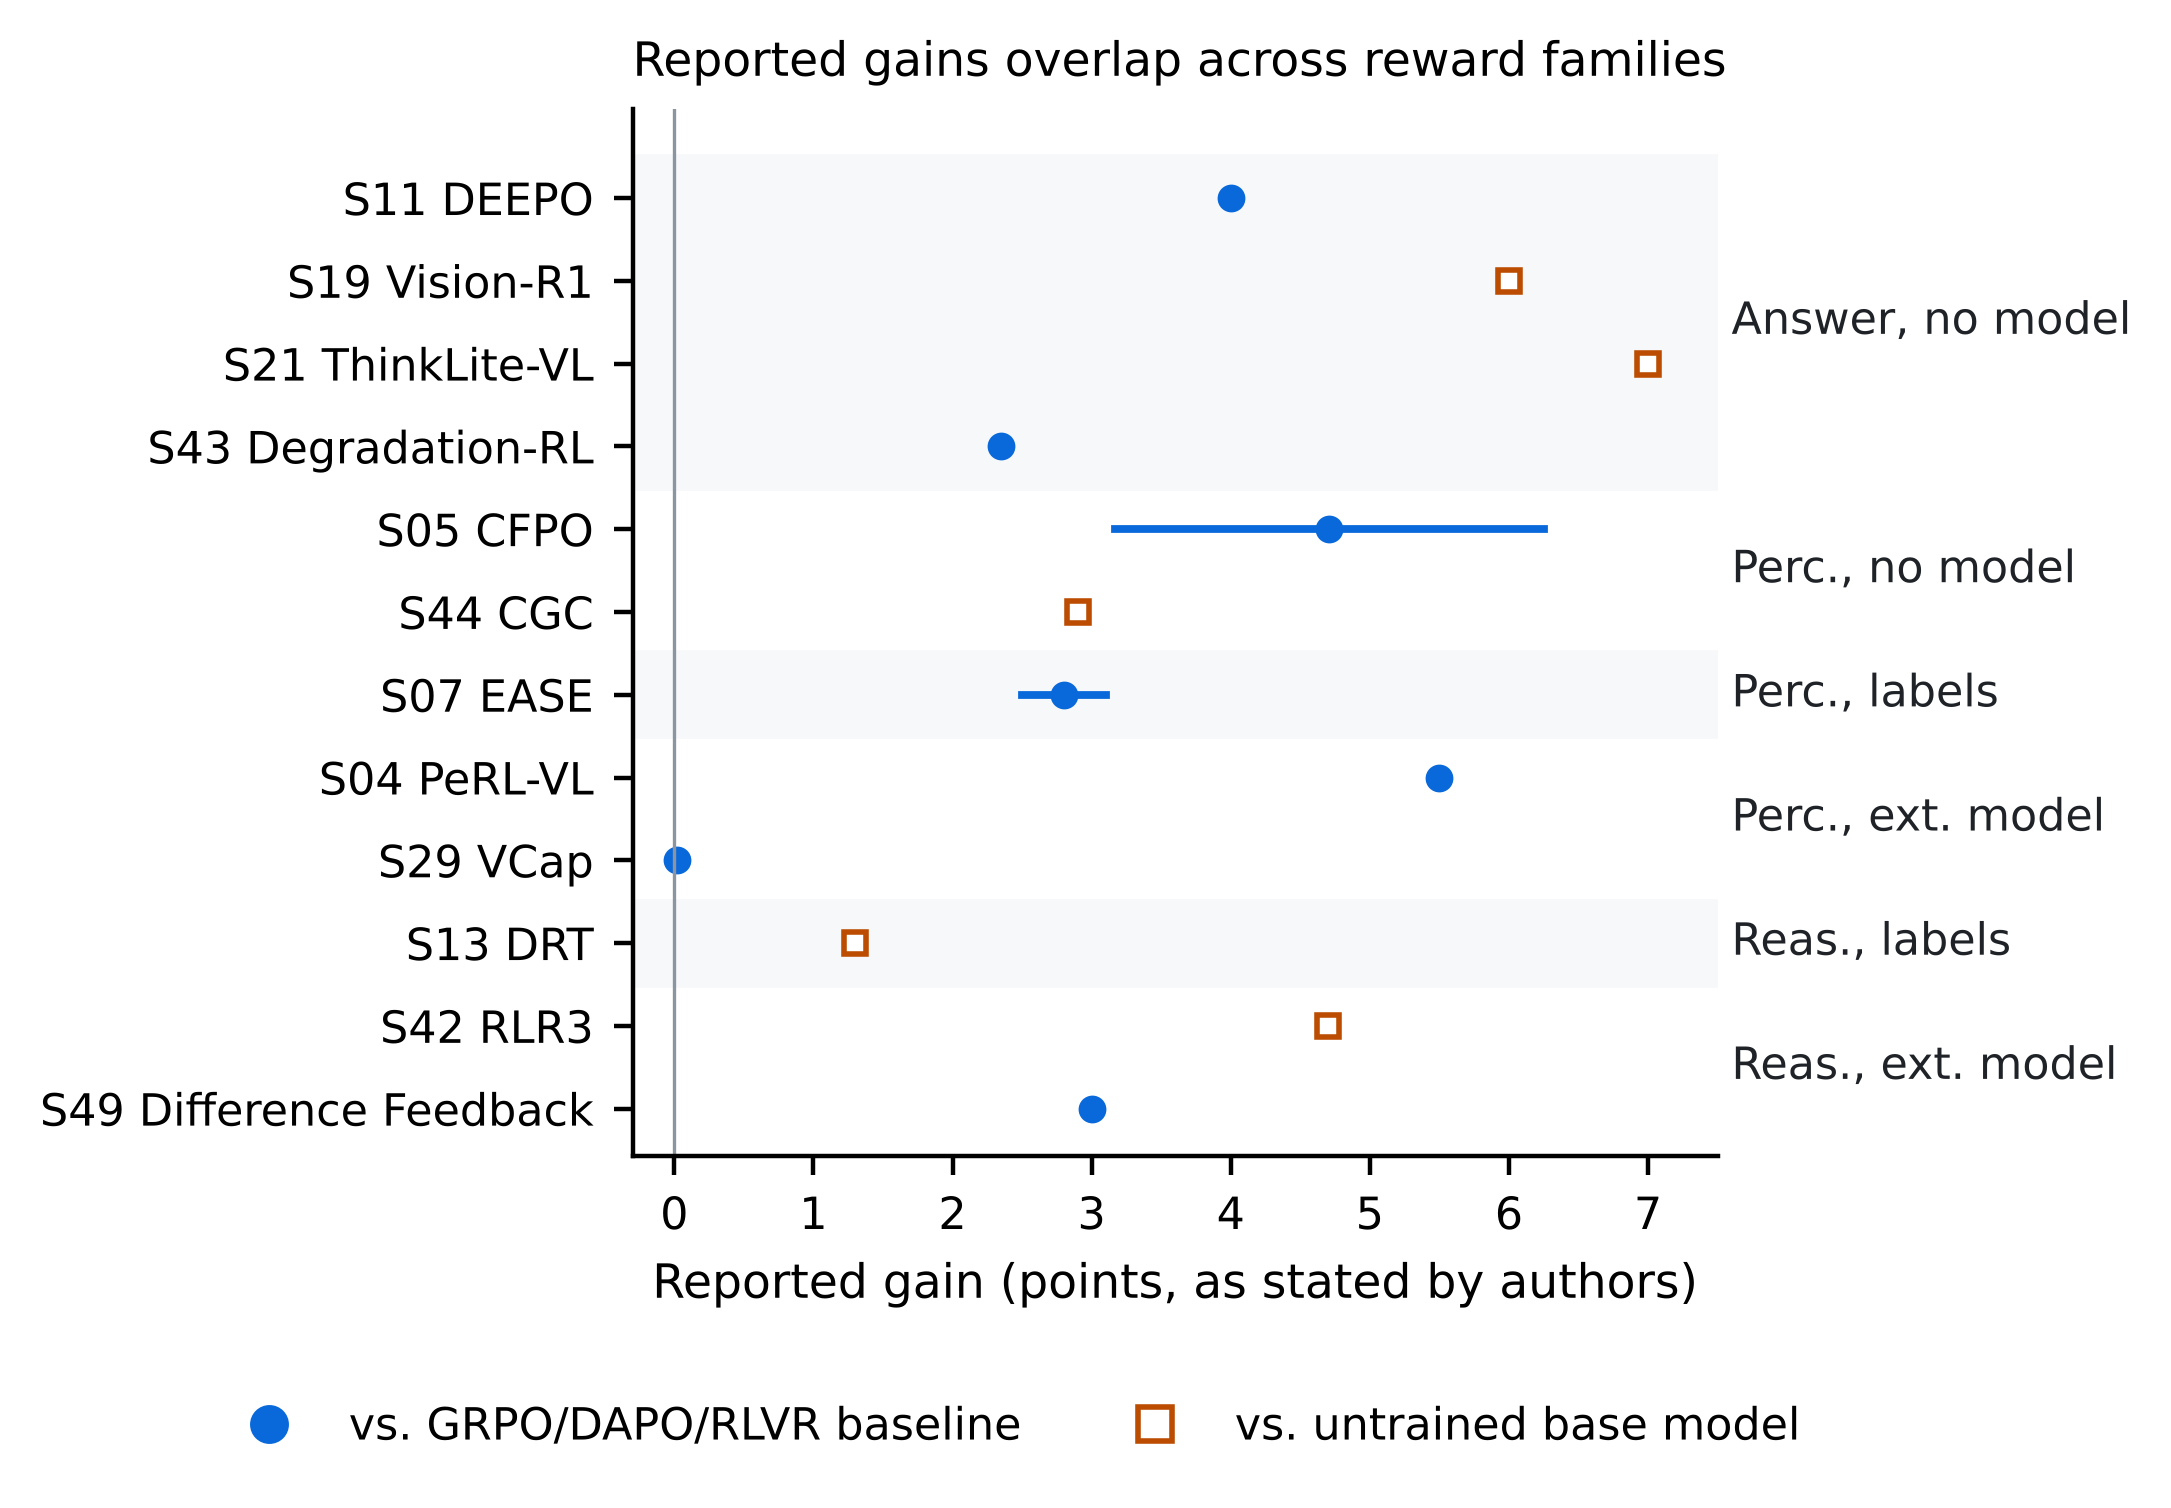 Reported gains overlap across reward families
S11 DEEPO
S19 Vision-R1
Answer, no model
S21 ThinkLite-VL
S43 Degradation-RL
S05 CFPO
Perc., no model
S44 CGC
S07 EASE
Perc., labels
S04 PeRL-VL
Perc., ext. model
S29 VCap
S13 DRT
Reas., labels
S42 RLR3
Reas., ext. model
S49 Difference Feedback
0 1 2 3 4 5 6 7
Reported gain (points, as stated by authors)
vs. GRPO/DAPO/RLVR baseline
vs. untrained base model